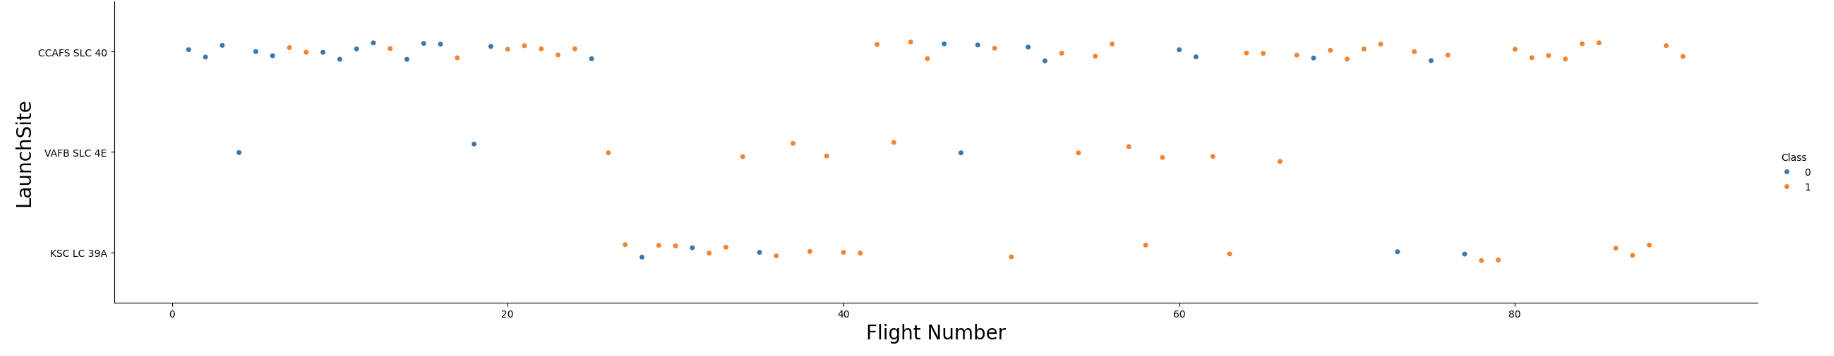 LaunchSite
CCAFS SLC 40
VAFB SLC 4E
KSC LC 39A
0 20 40 60 80
Flight Number
Class
0
1